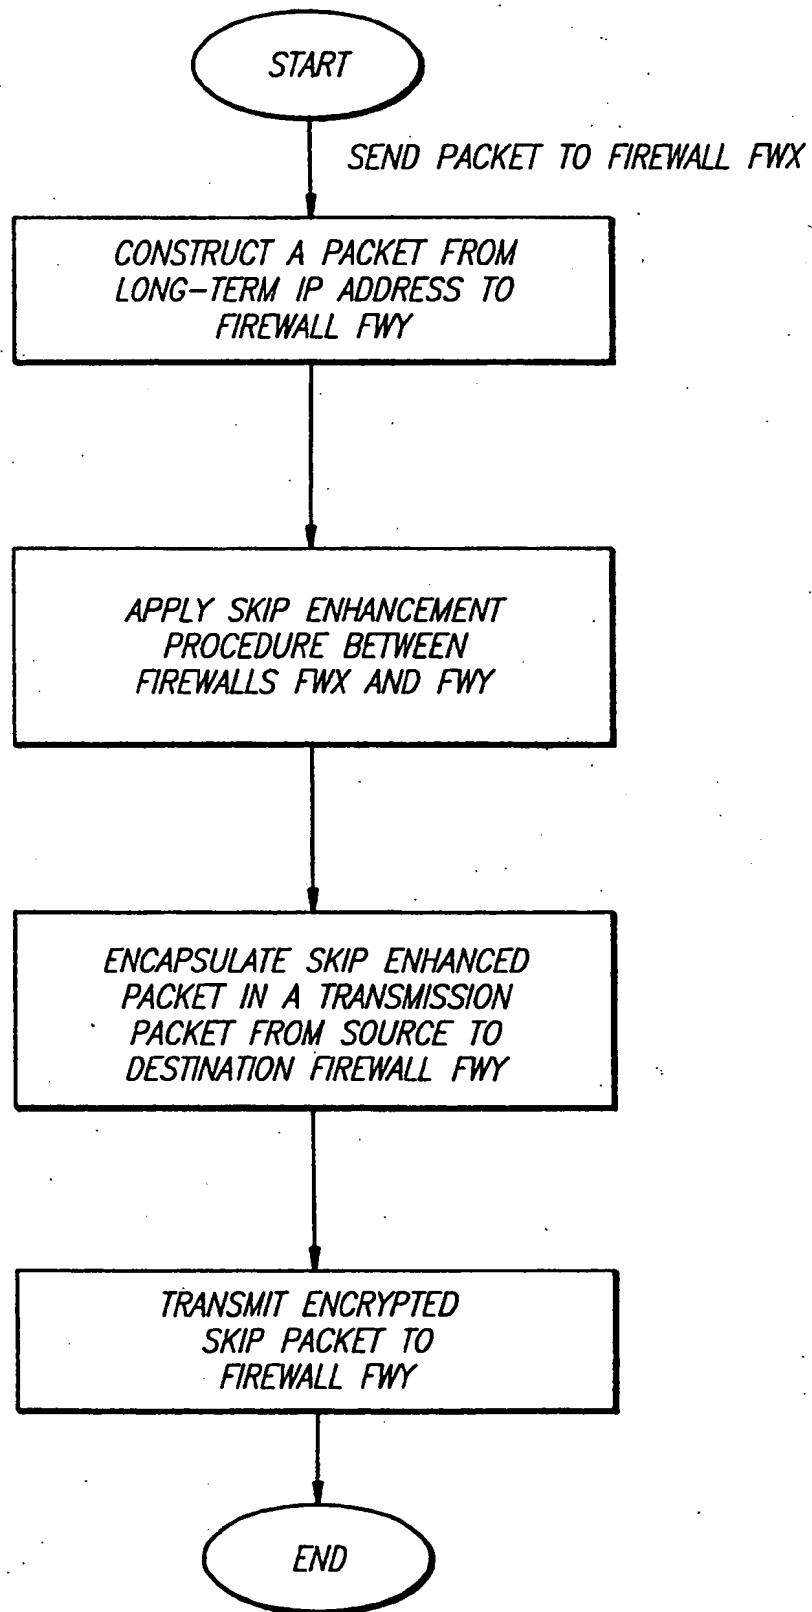 START
SEND PACKET TO FIREWALL FWX
CONSTRUCT A PACKET FROM
LONG-TERM IP ADDRESS TO
FIREWALL FWY
APPLY SKIP ENHANCEMENT
PROCEDURE BETWEEN
FIREWALLS FWX AND FWY
ENCAPSULATE SKIP ENHANCED
PACKET IN A TRANSMISSION
PACKET FROM SOURCE TO
DESTINATION FIREWALL FWY
TRANSMIT ENCRYPTED
SKIP PACKET TO
FIREWALL FWY
END